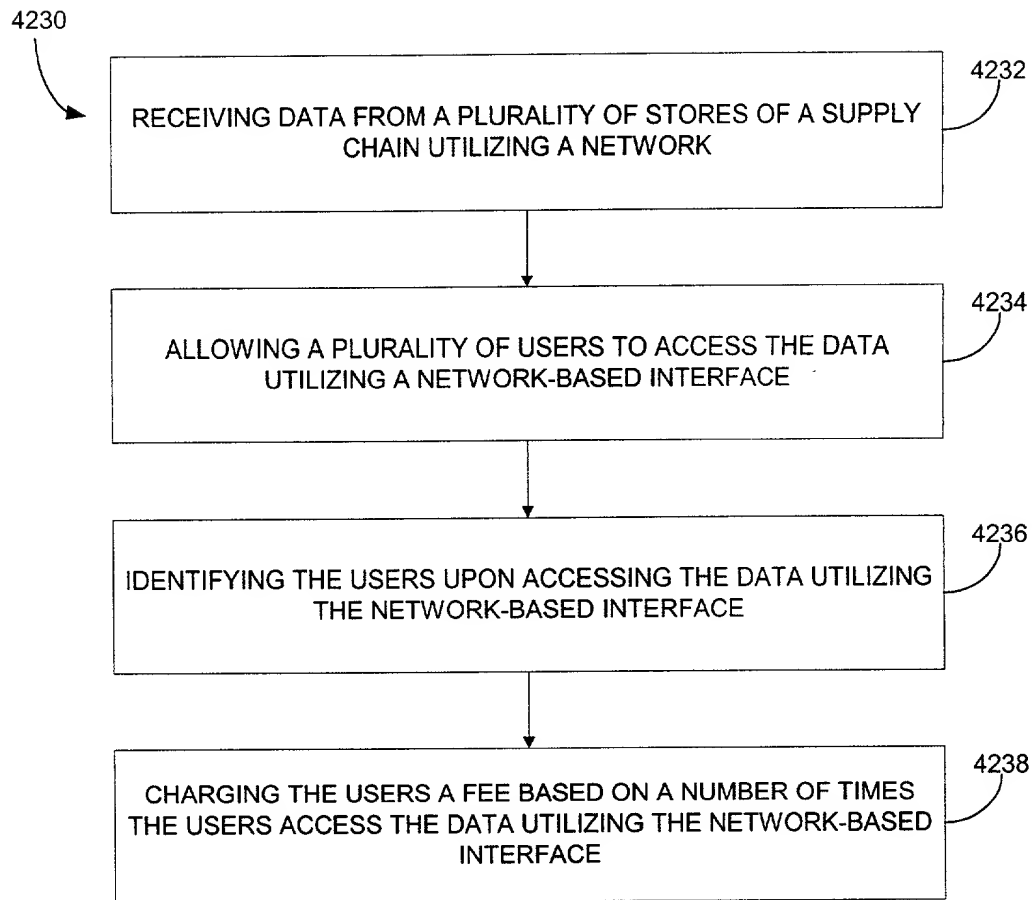 4230
4232
RECEIVING DATA FROM A PLURALITY OF STORES OF A SUPPLY
CHAIN UTILIZING A NETWORK
4234
ALLOWING A PLURALITY OF USERS TO ACCESS THE DATA
UTILIZING A NETWORK-BASED INTERFACE
4236
IDENTIFYING THE USERS UPON ACCESSING THE DATA UTILIZING
THE NETWORK-BASED INTERFACE
4238
CHARGING THE USERS A FEE BASED ON A NUMBER OF TIMES
THE USERS ACCESS THE DATA UTILIZING THE NETWORK-BASED
INTERFACE